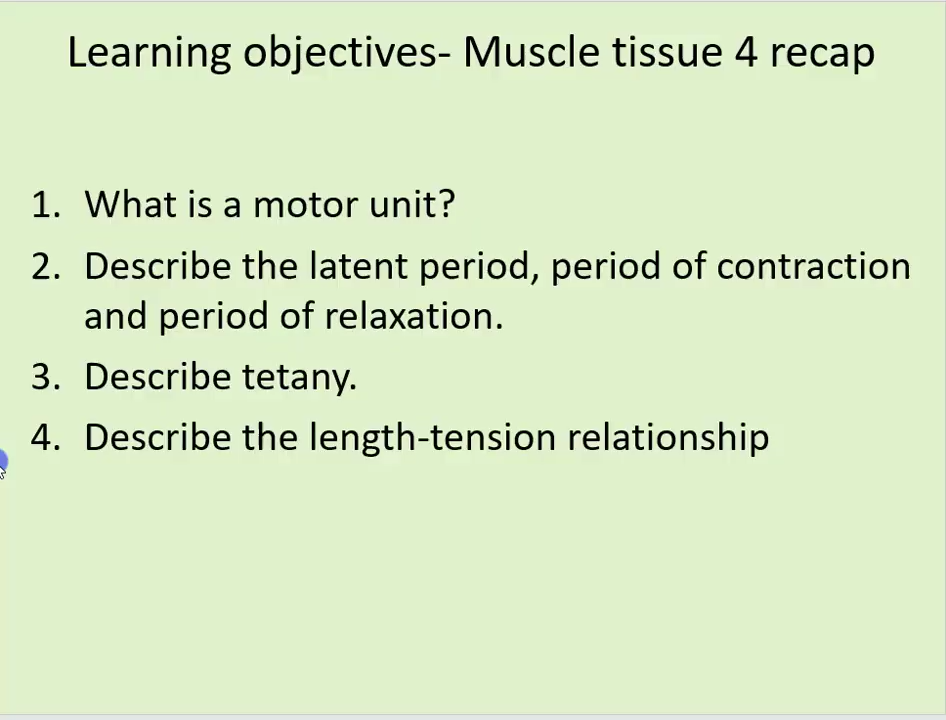 Learning objectives- Muscle tissue 4 recap
1. What is a motor unit?
2. Describe the latent period, period of contraction
and period of relaxation.
3. Describe tetany.
4. Describe the length-tension relationship